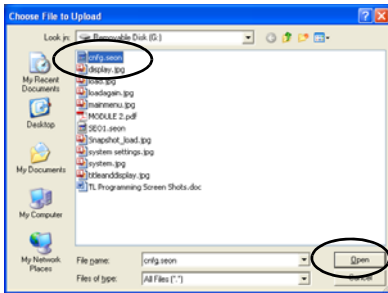 Choose File to Upload
Look in: Removable Disk (G:)
cnfg.seon
display.jpg
load.jpg
loadagain.jpg
mainmenu.jpg
MODULE 2.pdf
SE01.seon
Snapshot_load.jpg
system settings.jpg
system.jpg
titleanddisplay.jpg
TL Programming Screen Shots.doc
My Recent
Documents
Desktop
My Documents
My Computer
My Network
Places
File name: cnfg.seon Open
Files of type: All Files (*.*) Cancel